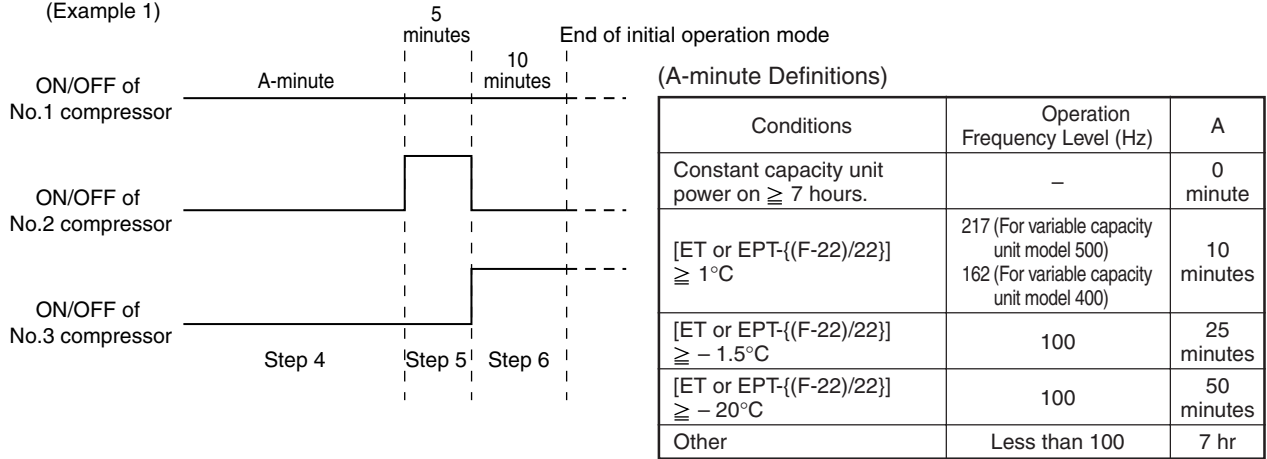 (Example 1)
5
minutes
End of initial operation mode
10
minutes
A-minute
ON/OFF of
No.1 compressor
ON/OFF of
No.2 compressor
ON/OFF of
No.3 compressor
Step 4
Step 5
Step 6
(A-minute Definitions)
Conditions
Operation
Frequency Level (Hz)
A
Constant capacity unit
power on ≧ 7 hours.
–
0
minute
[ET or EPT-{(F-22)/22}]
≧ 1°C
217 (For variable capacity
unit model 500)
162 (For variable capacity
unit model 400)
10
minutes
[ET or EPT-{(F-22)/22}]
≧ – 1.5°C
100
25
minutes
[ET or EPT-{(F-22)/22}]
≧ – 20°C
100
50
minutes
Other
Less than 100
7 hr